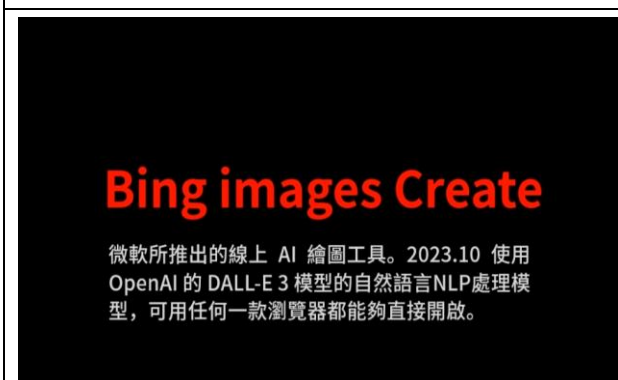 Bing images Create
微軟所推出的線上 AI 繪圖工具。2023.10 使用
OpenAI 的 DALL-E 3 模型的自然語言NLP處理模
型，可用任何一款瀏覽器都能夠直接開啟。